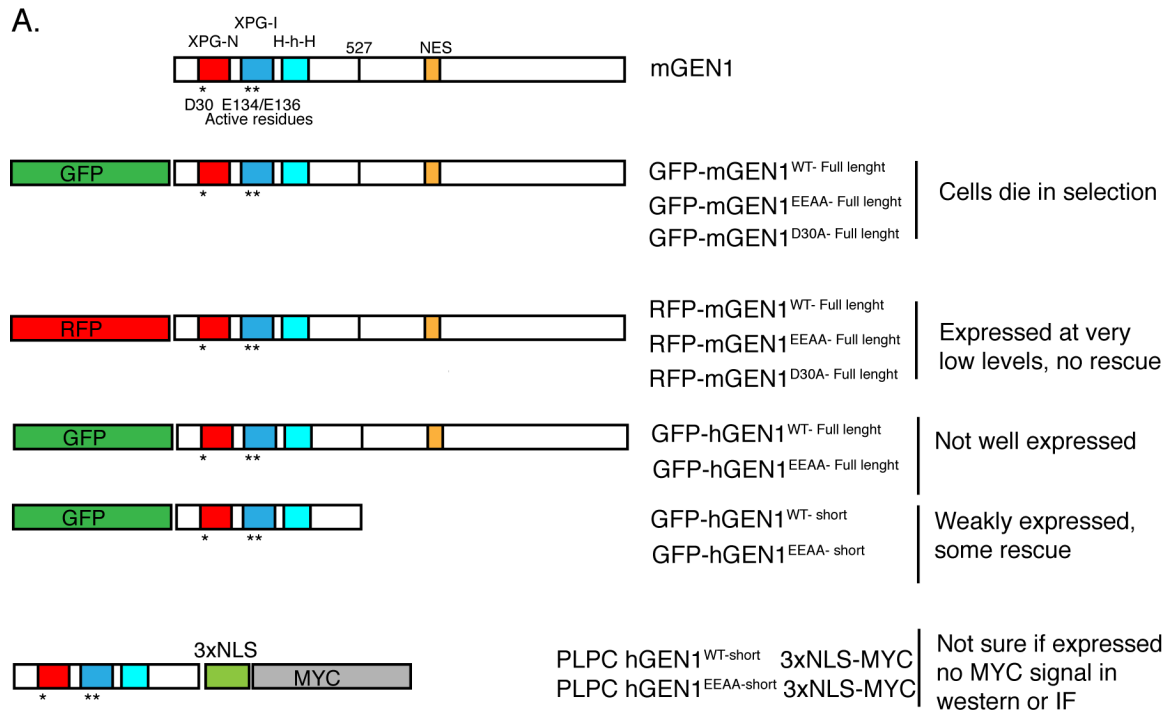 A.
XPG-I
XPG-N H-h-H 527 NES
mGEN1
* **
D30 E134/E136
Active residues
GFP
* **
GFP-mGEN1WT- Full lenght
GFP-mGEN1EEAA- Full lenght
GFP-mGEN1D30A- Full lenght
Cells die in selection
RFP
* **
RFP-mGEN1WT- Full lenght
RFP-mGEN1EEAA- Full lenght
RFP-mGEN1D30A- Full lenght
Expressed at very
low levels, no rescue
GFP
* **
GFP-hGEN1WT- Full lenght
GFP-hGEN1EEAA- Full lenght
Not well expressed
GFP
* **
GFP-hGEN1WT- short
GFP-hGEN1EEAA- short
Weakly expressed,
some rescue
3xNLS
MYC
* **
PLPC hGEN1WT-short 3xNLS-MYC
PLPC hGEN1EEAA-short 3xNLS-MYC
Not sure if expressed
no MYC signal in
western or IF